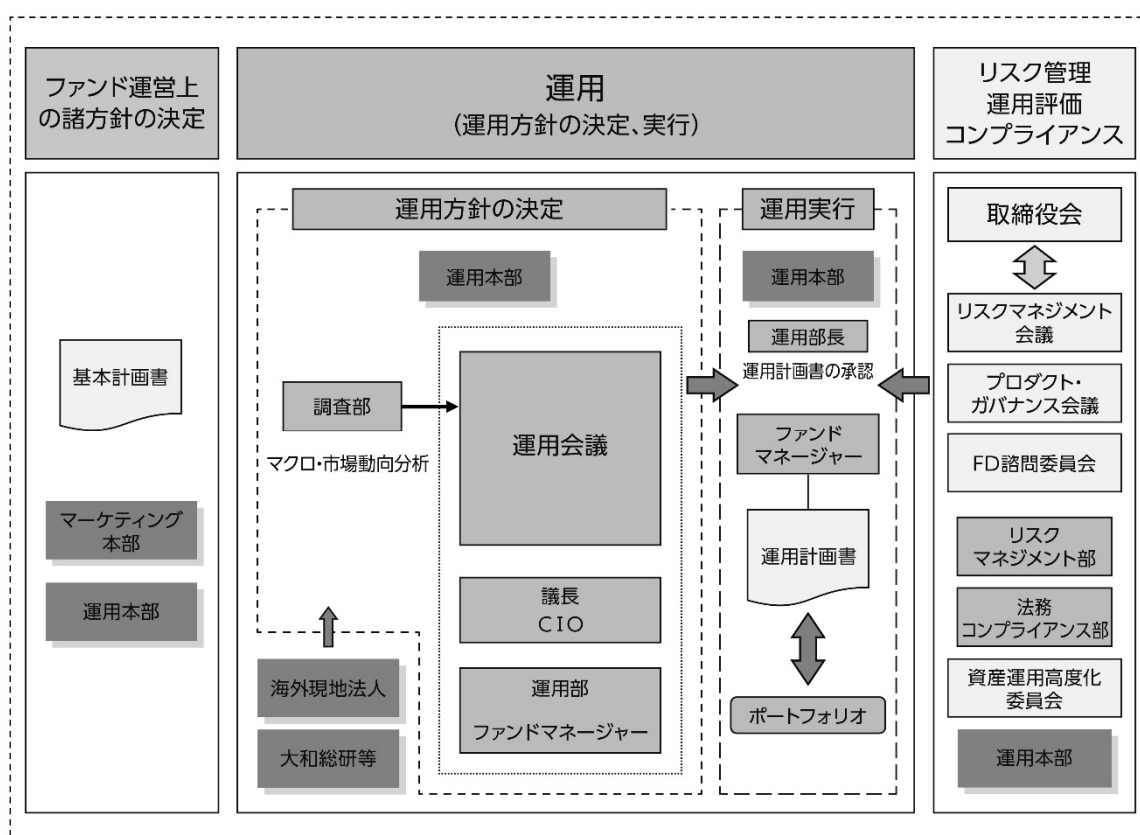 ファンド運営上
の諸方針の決定
基本計画書
マーケティング
本部
運用本部
運用
(運用方針の決定、実行)
運用方針の決定
運用本部
調査部
マクロ・市場動向分析
運用会議
議長
CIO
運用部
ファンドマネージャー
海外現地法人
大和総研等
運用実行
運用本部
運用部長
運用計画書の承認
ファンド
マネージャー
運用計画書
ポートフォリオ
リスク管理
運用評価
コンプライアンス
取締役会
リスクマネジメント
会議
プロダクト・
ガバナンス会議
FD諮問委員会
リスク
マネジメント部
法務
コンプライアンス部
資産運用高度化
委員会
運用本部